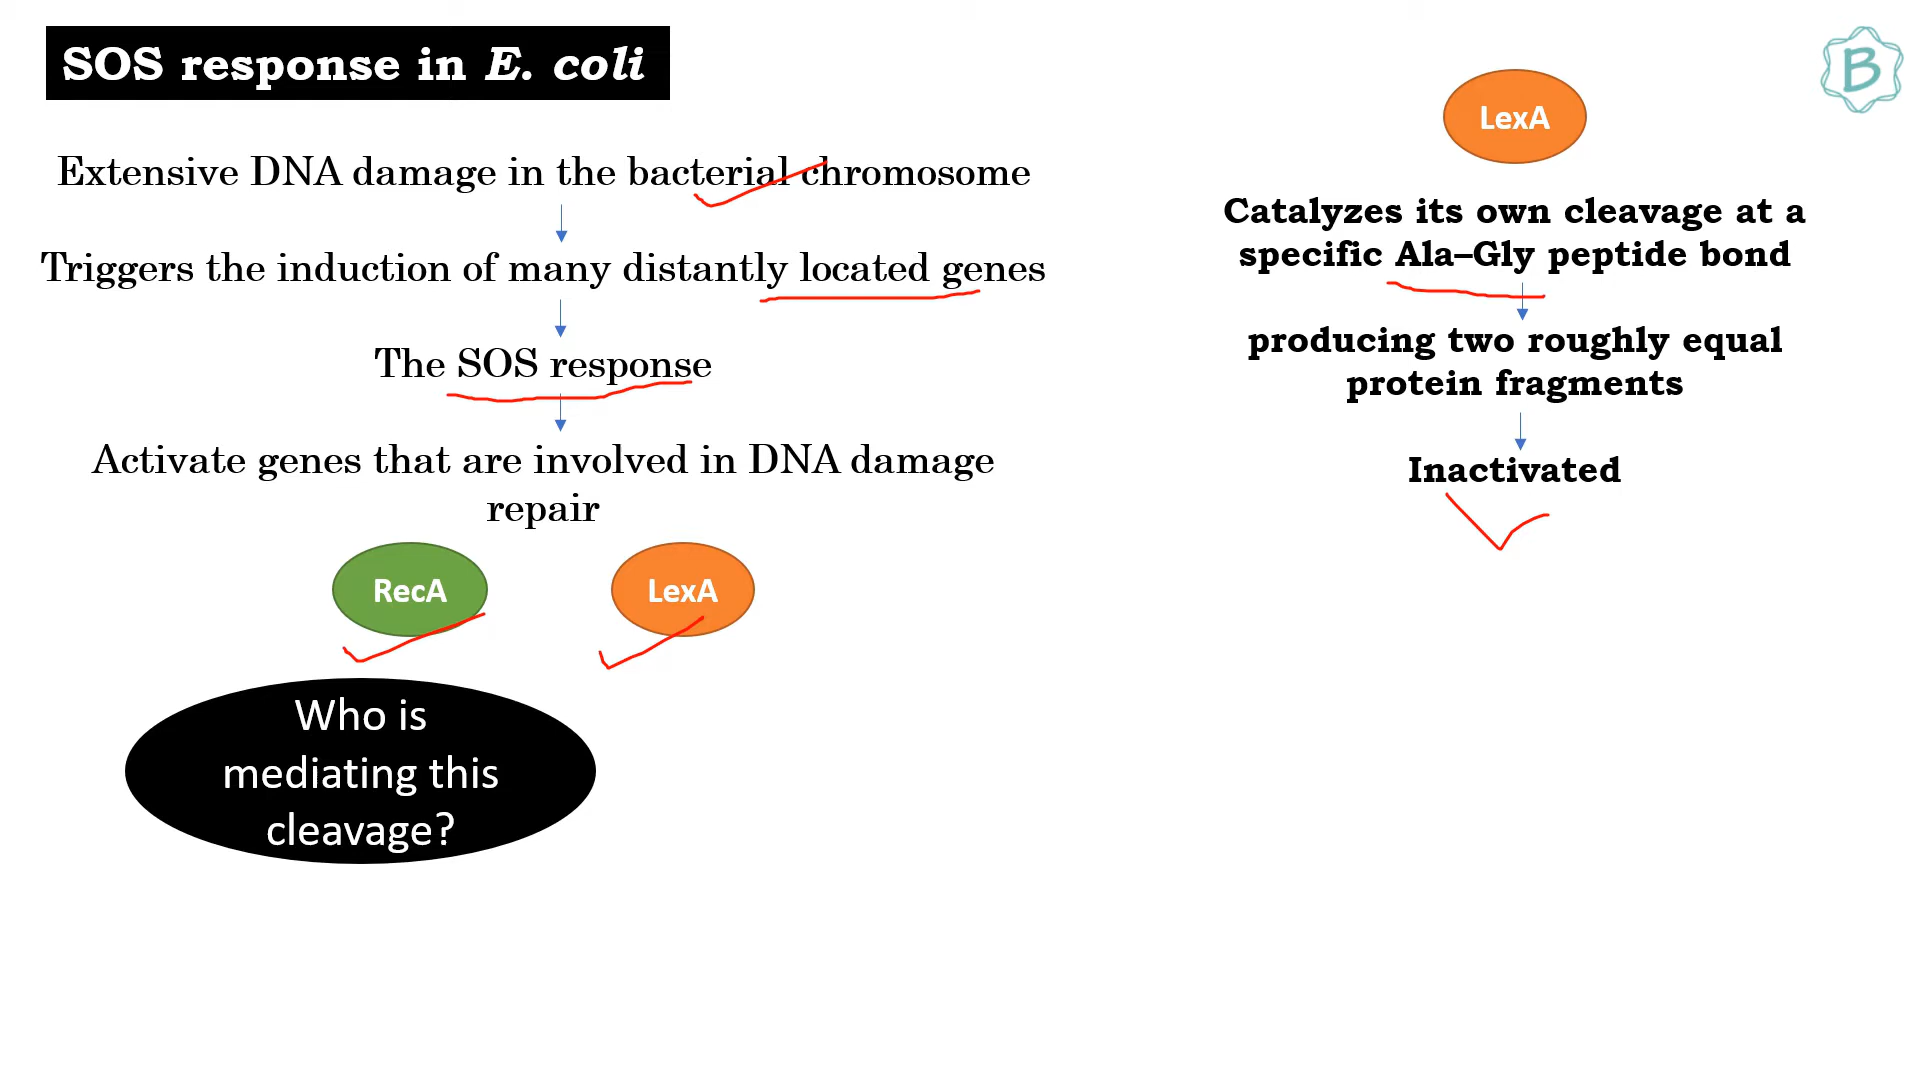 SOS response in E. coli
Extensive DNA damage in the bacterial chromosome
Triggers the induction of many distantly located genes
The SOS response
Activate genes that are involved in DNA damage
repair
RecA
LexA
Who is
mediating this
cleavage?
LexA
Catalyzes its own cleavage at a
specific Ala–Gly peptide bond
producing two roughly equal
protein fragments
Inactivated
B